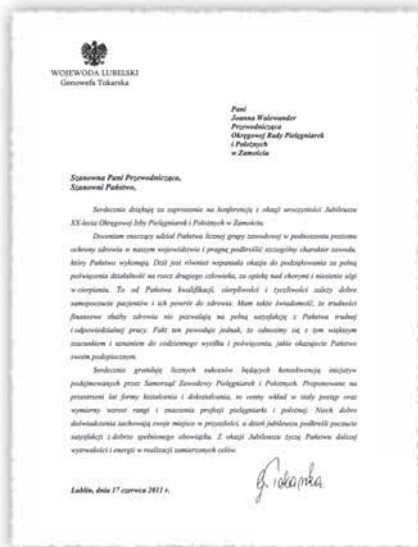 WOJEWODA LUBELSKI
Genowefa Tokarska
Pani
Joanna Walewander
Przewodnicząca
Okręgowej Rady Pielęgniarek
i Położnych
w Zamościu
Szanowna Pani Przewodnicząca,
Szanowni Państwo,
Serdecznie dziękuję za zaproszenie na konferencję z okazji uroczystości Jubileuszu
XX-lecia Okręgowej Izby Pielęgniarek i Położnych w Zamościu.
Doceniam znaczący udział Państwa licznej grupy zawodowej w podnoszeniu poziomu
ochrony zdrowia w naszym województwie i pragnę podkreślić szczególny charakter zawodu,
który Państwo wykonują. Dziś jest również wspaniała okazja do podziękowania za pełną
poświęcenia działalność na rzecz drugiego człowieka, za opiekę nad chorymi i niesienie ulgi
w cierpieniu. To od Państwa kwalifikacji, cierpliwości i życzliwości zależy dobre
samopoczucie pacjentów i ich powrót do zdrowia. Mam także świadomość, że trudności
finansowe służby zdrowia nie pozwalają na pełną satysfakcję z Państwa trudnej
i odpowiedzialnej pracy. Fakt ten powoduje jednak, że odnosimy się z tym większym
szacunkiem i uznaniem do codziennego wysiłku i poświęcenia, jakie okazujecie Państwo
swoim podopiecznym.
Serdecznie gratuluję licznych sukcesów będących konsekwencją inicjatyw
podejmowanych przez Samorząd Zawodowy Pielęgniarek i Położnych. Proponowane na
przestrzeni lat formy kształcenia i dokształcania, to cenny wkład w stały postęp oraz
wymierny wzrost rangi i znaczenia profesji pielęgniarki i położnej. Niech dobre
doświadczenia zachowają swoje miejsce w przyszłości, a dzień jubileuszu podkreśli poczucie
satysfakcji z dobrze spełnionego obowiązku. Z okazji Jubileuszu życzę Państwu dalszej
wytrwałości i energii w realizacji zamierzonych celów.
G. Tokarska
Lublin, dnia 17 czerwca 2011 r.